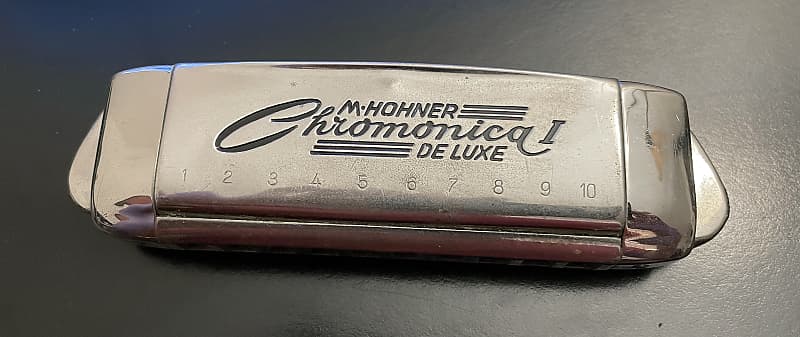 M·HOHNER
Chromonica I
DE LUXE
1 2 3 4 5 6 7 8 9 10